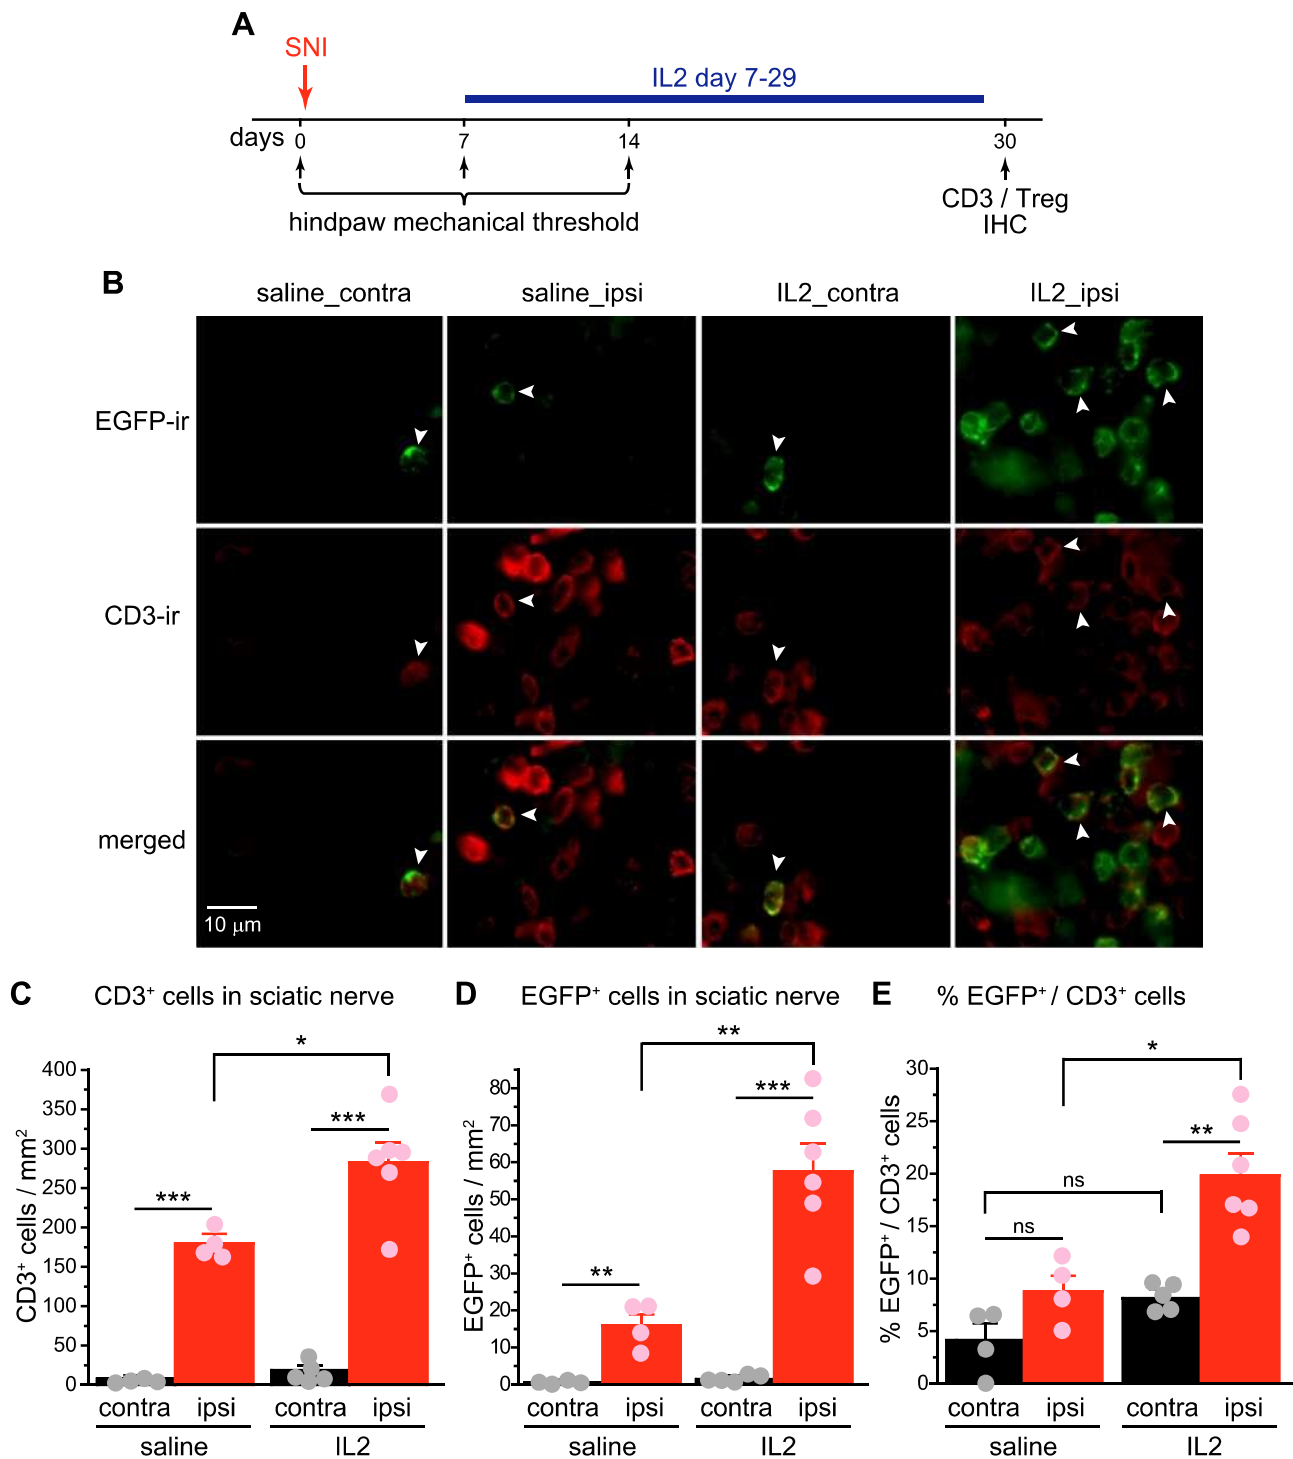 A
SNI
IL2 day 7-29
days 0 7 14 30
hindpaw mechanical threshold
CD3 / Treg
IHC
B
saline_contra saline_ipsi IL2_contra IL2_ipsi
EGFP-ir
CD3-ir
merged
10 μm
C CD3⁺ cells in sciatic nerve
CD3⁺ cells / mm²
400
350
300
250
200
150
100
50
0
***
***
*
contra ipsi contra ipsi
saline IL2
D EGFP⁺ cells in sciatic nerve
EGFP⁺ cells / mm²
80
70
60
50
40
30
20
10
0
**
***
**
contra ipsi contra ipsi
saline IL2
E % EGFP⁺ / CD3⁺ cells
% EGFP⁺ / CD3⁺ cells
30
25
20
15
10
5
0
ns
ns
**
*
contra ipsi contra ipsi
saline IL2